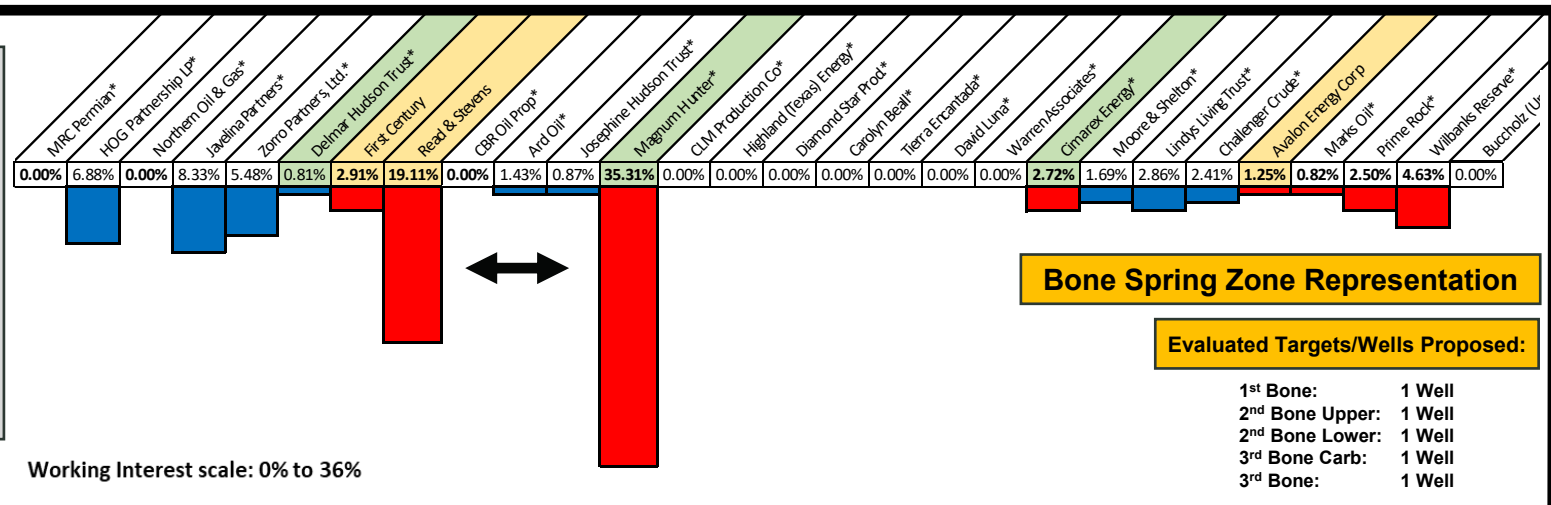 MRC Permian*
HOG Partnership LP*
Northern Oil & Gas*
Javelina Partners*
Zorro Partners, Ltd.*
Delmar Hudson Trust*
First Century
Read & Stevens
CBR Oil Prop*
Ard Oil*
Josephine Hudson Trust*
Magnum Hunter*
CLM Production Co*
Highland (Texas) Energy*
Diamond Star Prod.*
Carolyn Beall*
Tierra Encantada*
David Luna*
Warren Associates*
Cimarex Energy*
Moore & Shelton*
Lindys Living Trust*
Challenger Crude*
Avalon Energy Corp
Marks Oil*
Prime Rock*
Wilbanks Reserve*
Buccholz
0.00% 6.88% 0.00% 8.33% 5.48% 0.81% 2.91% 19.11% 0.00% 1.43% 0.87% 35.31% 0.00% 0.00% 0.00% 0.00% 0.00% 0.00% 0.00% 2.72% 1.69% 2.86% 2.41% 1.25% 0.82% 2.50% 4.63% 0.00%
Bone Spring Zone Representation
Evaluated Targets/Wells Proposed:
1st Bone: 1 Well
2nd Bone Upper: 1 Well
2nd Bone Lower: 1 Well
3rd Bone Carb: 1 Well
3rd Bone: 1 Well
Working Interest scale: 0% to 36%